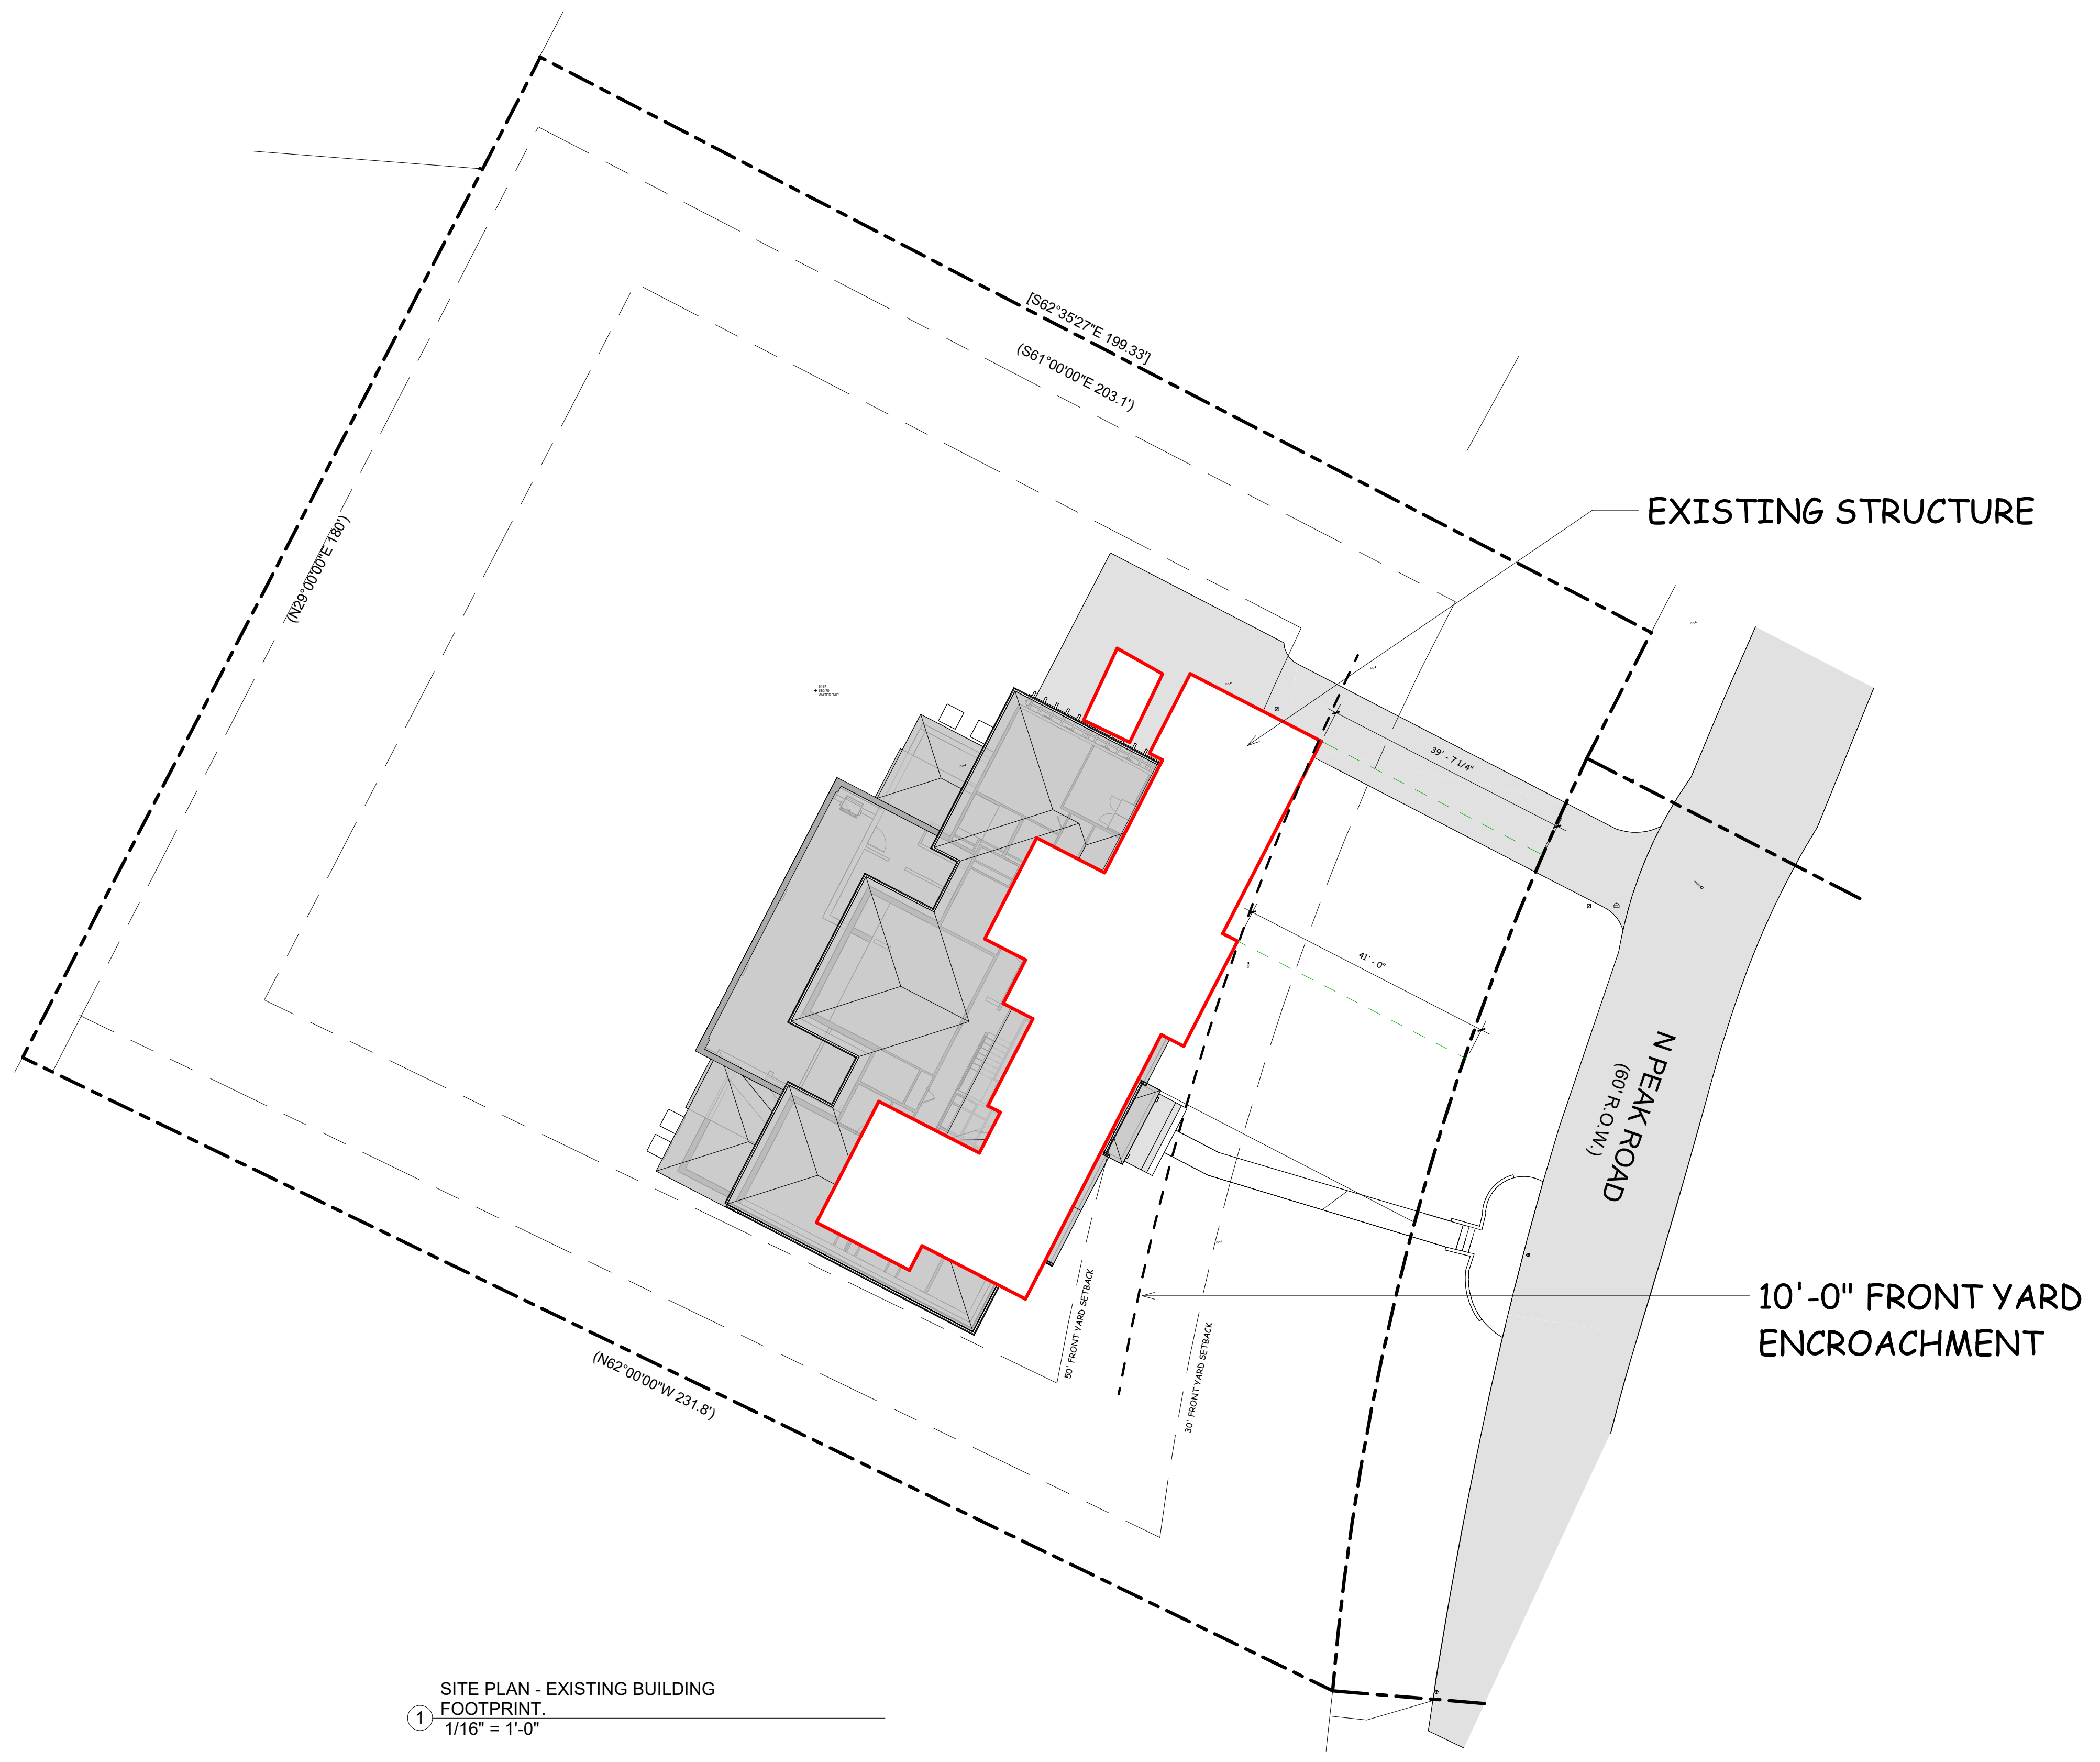 [S62°35'27"E 199.33']
(S61°00'00"E 203.1')
EXISTING STRUCTURE
(N29°00'00"E 180')
WATER TAP
39' - 7 1/4"
41' - 0"
N PEAK ROAD
(60' R.O.W.)
50' FRONT YARD SETBACK
30' FRONT YARD SETBACK
10'-0" FRONT YARD
ENCROACHMENT
(N62°00'00"W 231.8')
SITE PLAN - EXISTING BUILDING
FOOTPRINT.
1
1/16" = 1'-0"